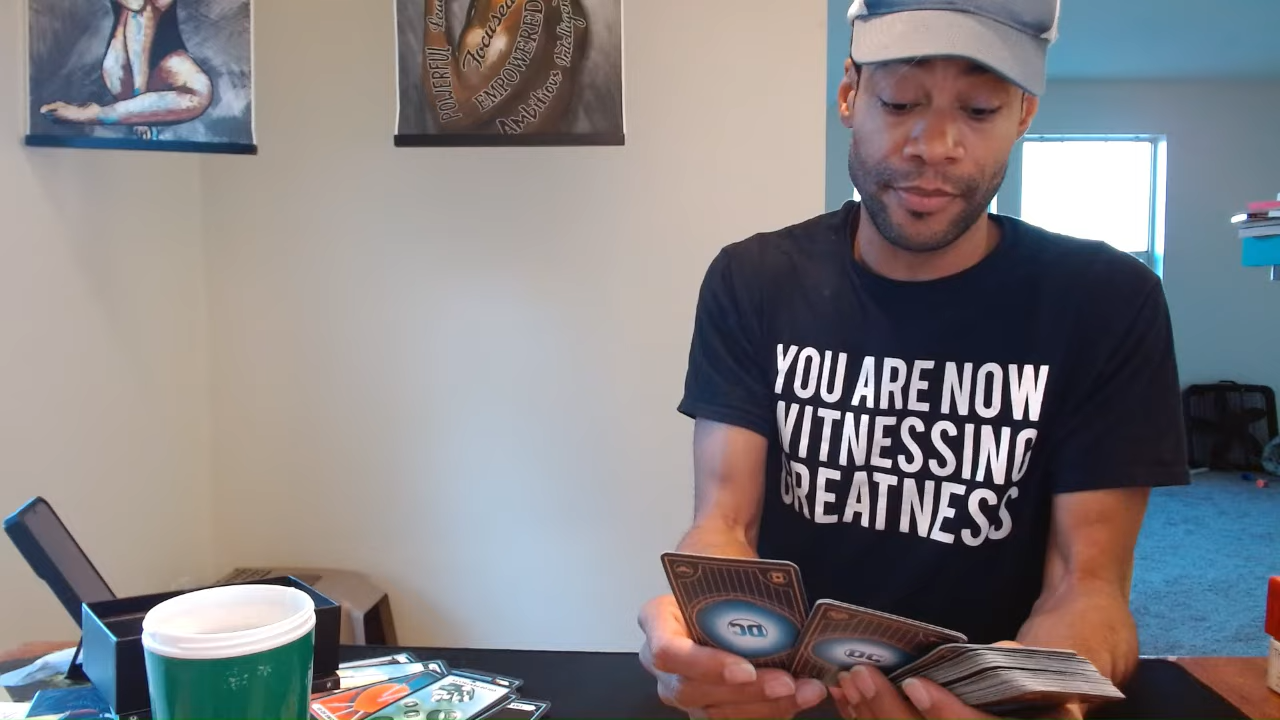 POWERFUL
Focused
EMPOWERED
Ambitious
YOU ARE NOW
WITNESSING
GREATNESS
DC
DC